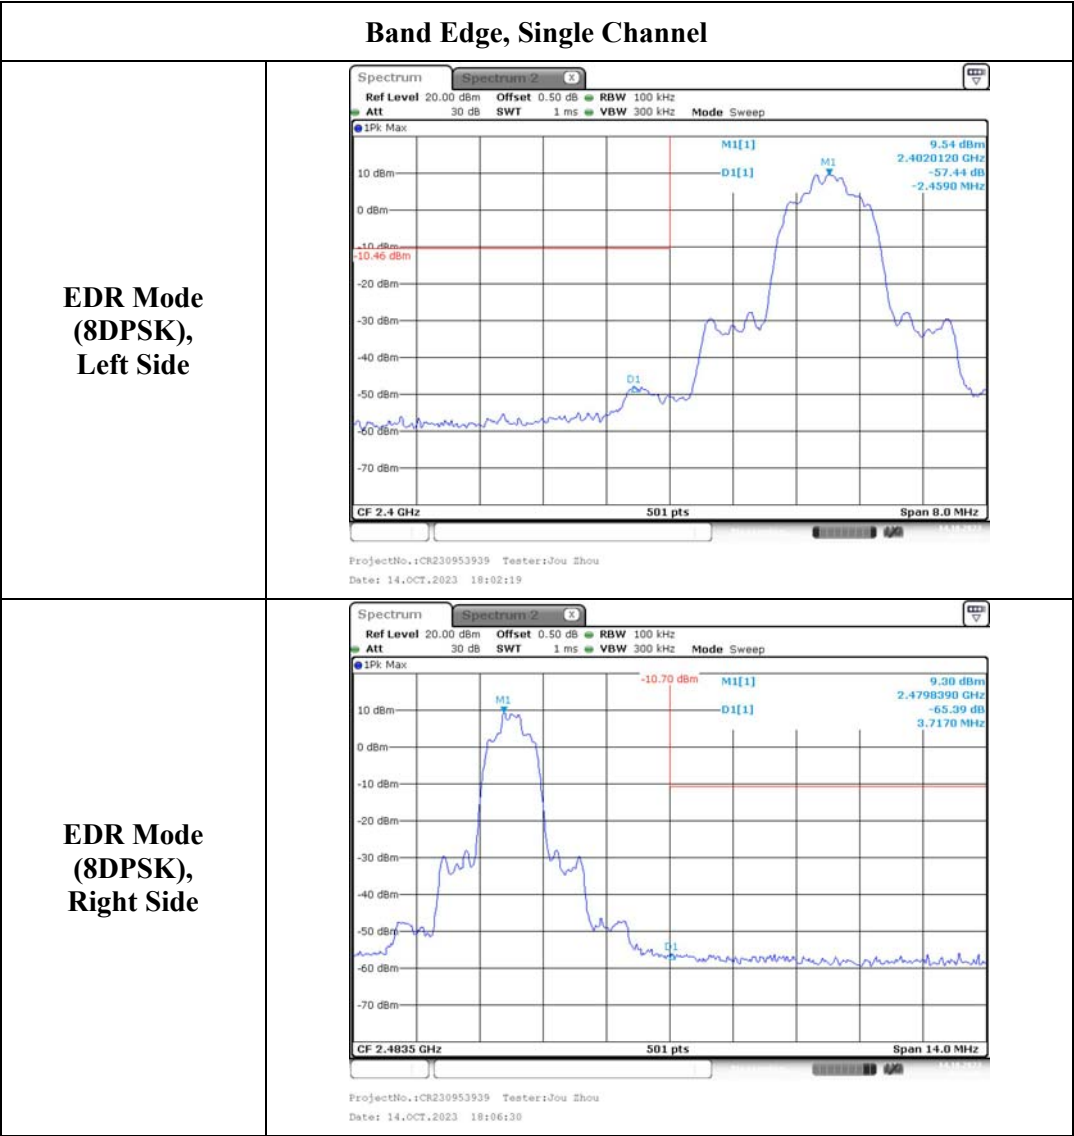 Band Edge, Single Channel
EDR Mode
(8DPSK),
Left Side
Spectrum Spectrum 2 X
Ref Level 20.00 dBm Offset 0.50 dB RBW 100 kHz
Att 30 dB SWT 1 ms VBW 300 kHz Mode Sweep
1Pk Max
M1[1] 9.54 dBm
2.4020120 GHz
D1[1] -57.44 dB
-2.4590 MHz
M1
10 dBm
0 dBm
-10 dBm
-10.46 dBm
-20 dBm
-30 dBm
-40 dBm
D1
-50 dBm
-60 dBm
-70 dBm
CF 2.4 GHz 501 pts Span 8.0 MHz
ProjectNo.:CR230953939 Tester:Jou Zhou
Date: 14.OCT.2023 18:02:19
EDR Mode
(8DPSK),
Right Side
Spectrum Spectrum 2 X
Ref Level 20.00 dBm Offset 0.50 dB RBW 100 kHz
Att 30 dB SWT 1 ms VBW 300 kHz Mode Sweep
1Pk Max
-10.70 dBm M1[1] 9.30 dBm
2.4798390 GHz
D1[1] -65.39 dB
3.7170 MHz
M1
10 dBm
0 dBm
-10 dBm
-20 dBm
-30 dBm
-40 dBm
-50 dBm
D1
-60 dBm
-70 dBm
CF 2.4835 GHz 501 pts Span 14.0 MHz
ProjectNo.:CR230953939 Tester:Jou Zhou
Date: 14.OCT.2023 18:06:30